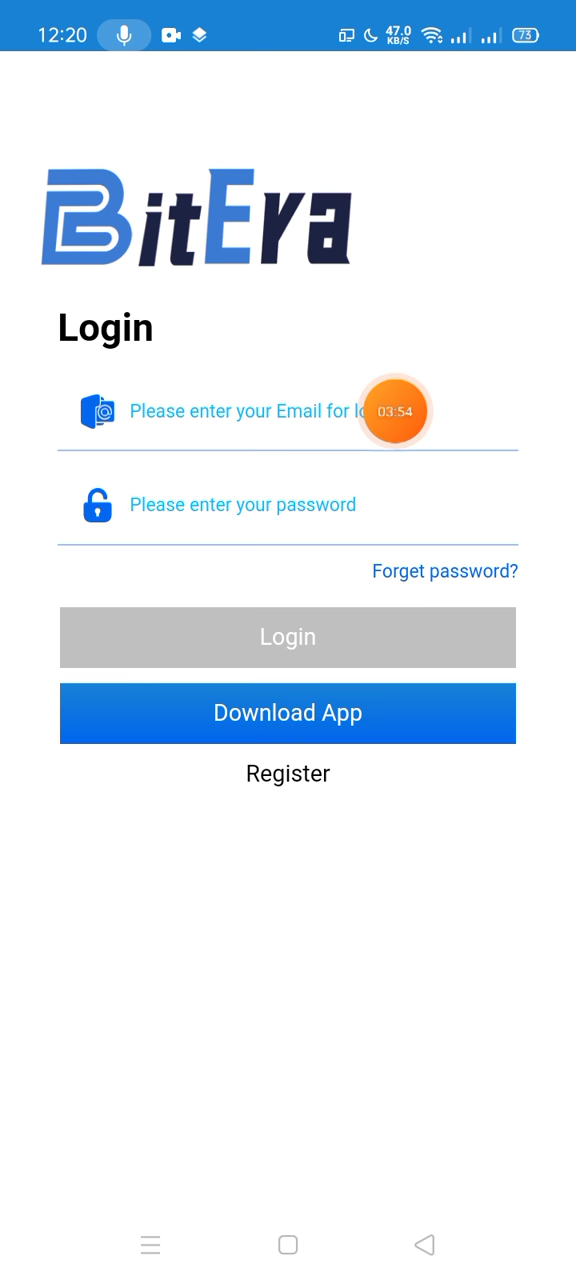 12:20 47.0 KB/S 73
BitEra
Login
Please enter your Email for
03:54
Please enter your password
Forget password?
Login
Download App
Register